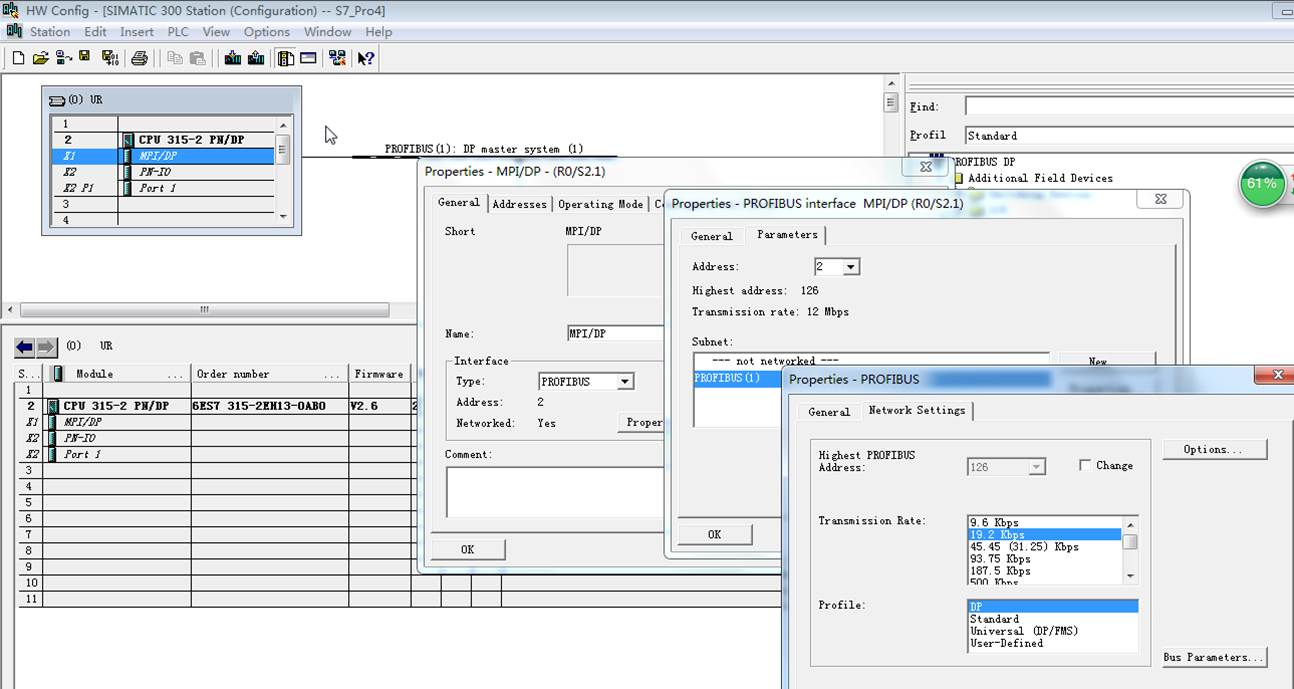 HW Config - [SIMATIC 300 Station (Configuration) -- S7_Pro4]
Station Edit Insert PLC View Options Window Help
(0) UR
1
2 CPU 315-2 PN/DP
X1 MPI/DP
X2 PN-IO
X2 P1 Port 1
3
4
PROFIBUS(1): DP master system (1)
Find:
Profil Standard
PROFIBUS DP
Additional Field Devices
61%
(0) UR
S... Module ... Order number ... Firmware
1
2 CPU 315-2 PN/DP 6ES7 315-2EH13-0AB0 V2.6 2
X1 MPI/DP
X2 PN-IO
X2 Port 1
3
4
5
6
7
8
9
10
11
Properties - MPI/DP - (R0/S2.1)
General Addresses Operating Mode
Short MPI/DP
Name: MPI/DP
Interface
Type: PROFIBUS
Address: 2
Networked: Yes Proper
Comment:
OK
Properties - PROFIBUS interface MPI/DP (R0/S2.1)
General Parameters
Address: 2
Highest address: 126
Transmission rate: 12 Mbps
Subnet:
--- not networked --- New
PROFIBUS(1)
OK
Properties - PROFIBUS
General Network Settings
Highest PROFIBUS
Address: 126 Change Options...
Transmission Rate: 9.6 Kbps
19.2 Kbps
45.45 (31.25) Kbps
93.75 Kbps
187.5 Kbps
500 Kbps
Profile: DP
Standard
Universal (DP/FMS)
User-Defined
Bus Parameters...